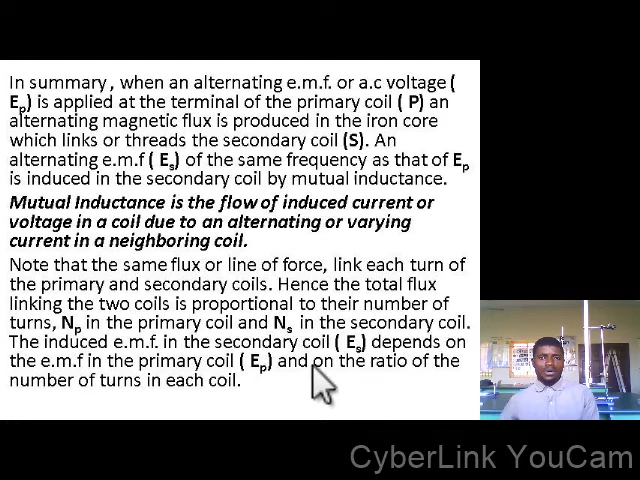 In summary , when an alternating e.m.f. or a.c voltage (
Ep) is applied at the terminal of the primary coil ( P) an
alternating magnetic flux is produced in the iron core
which links or threads the secondary coil (S). An
alternating e.m.f ( Es) of the same frequency as that of Ep
is induced in the secondary coil by mutual inductance.
Mutual Inductance is the flow of induced current or
voltage in a coil due to an alternating or varying
current in a neighboring coil.
Note that the same flux or line of force, link each turn of
the primary and secondary coils. Hence the total flux
linking the two coils is proportional to their number of
turns, Np in the primary coil and Ns in the secondary coil.
The induced e.m.f. in the secondary coil ( Es) depends on
the e.m.f in the primary coil ( Ep) and on the ratio of the
number of turns in each coil.
CyberLink YouCam